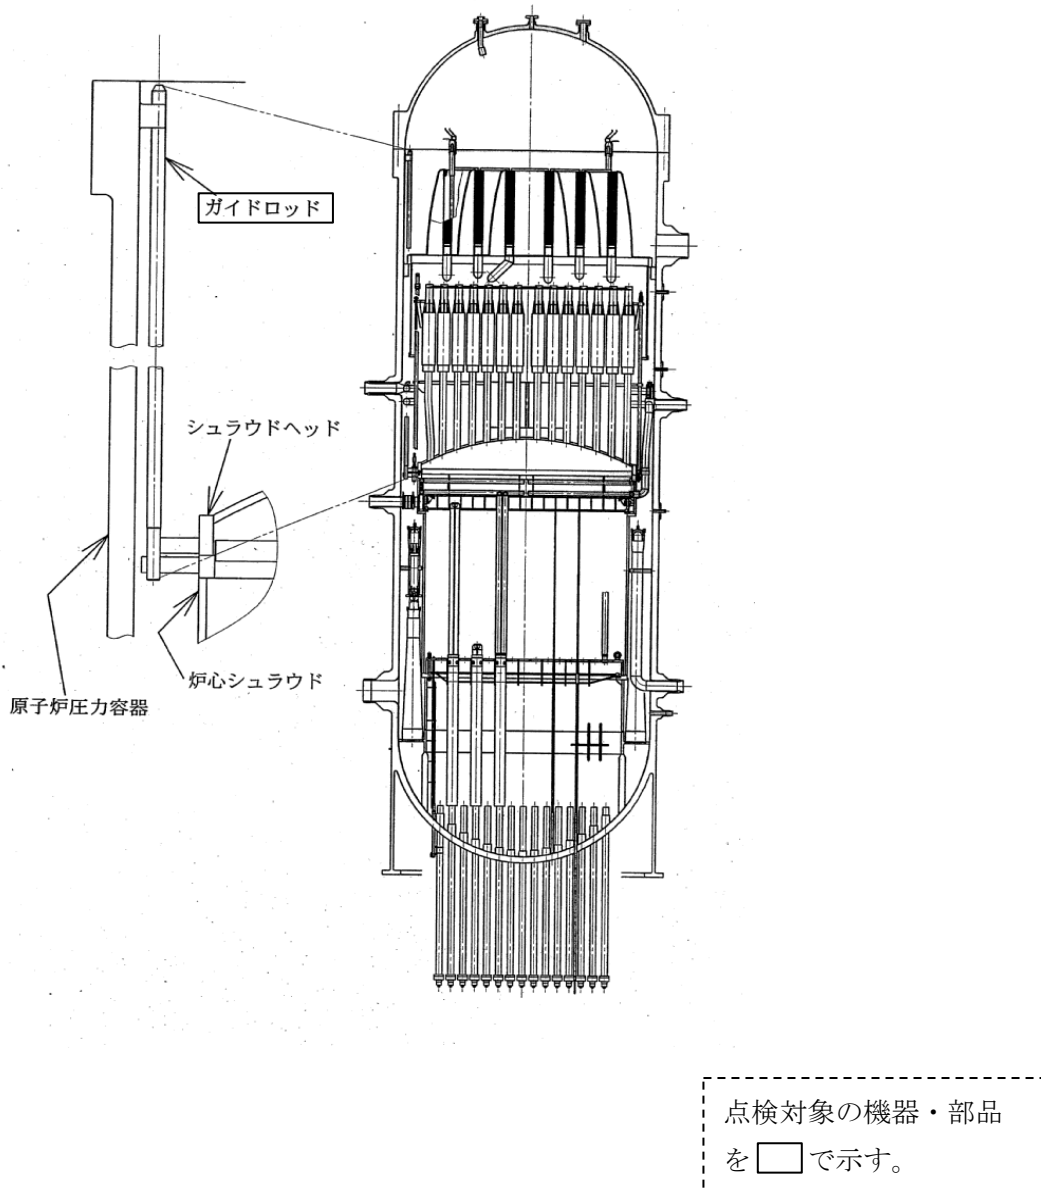 ガイドロッド
シュラウドヘッド
炉心シュラウド
原子炉圧力容器
点検対象の機器・部品
を で示す。